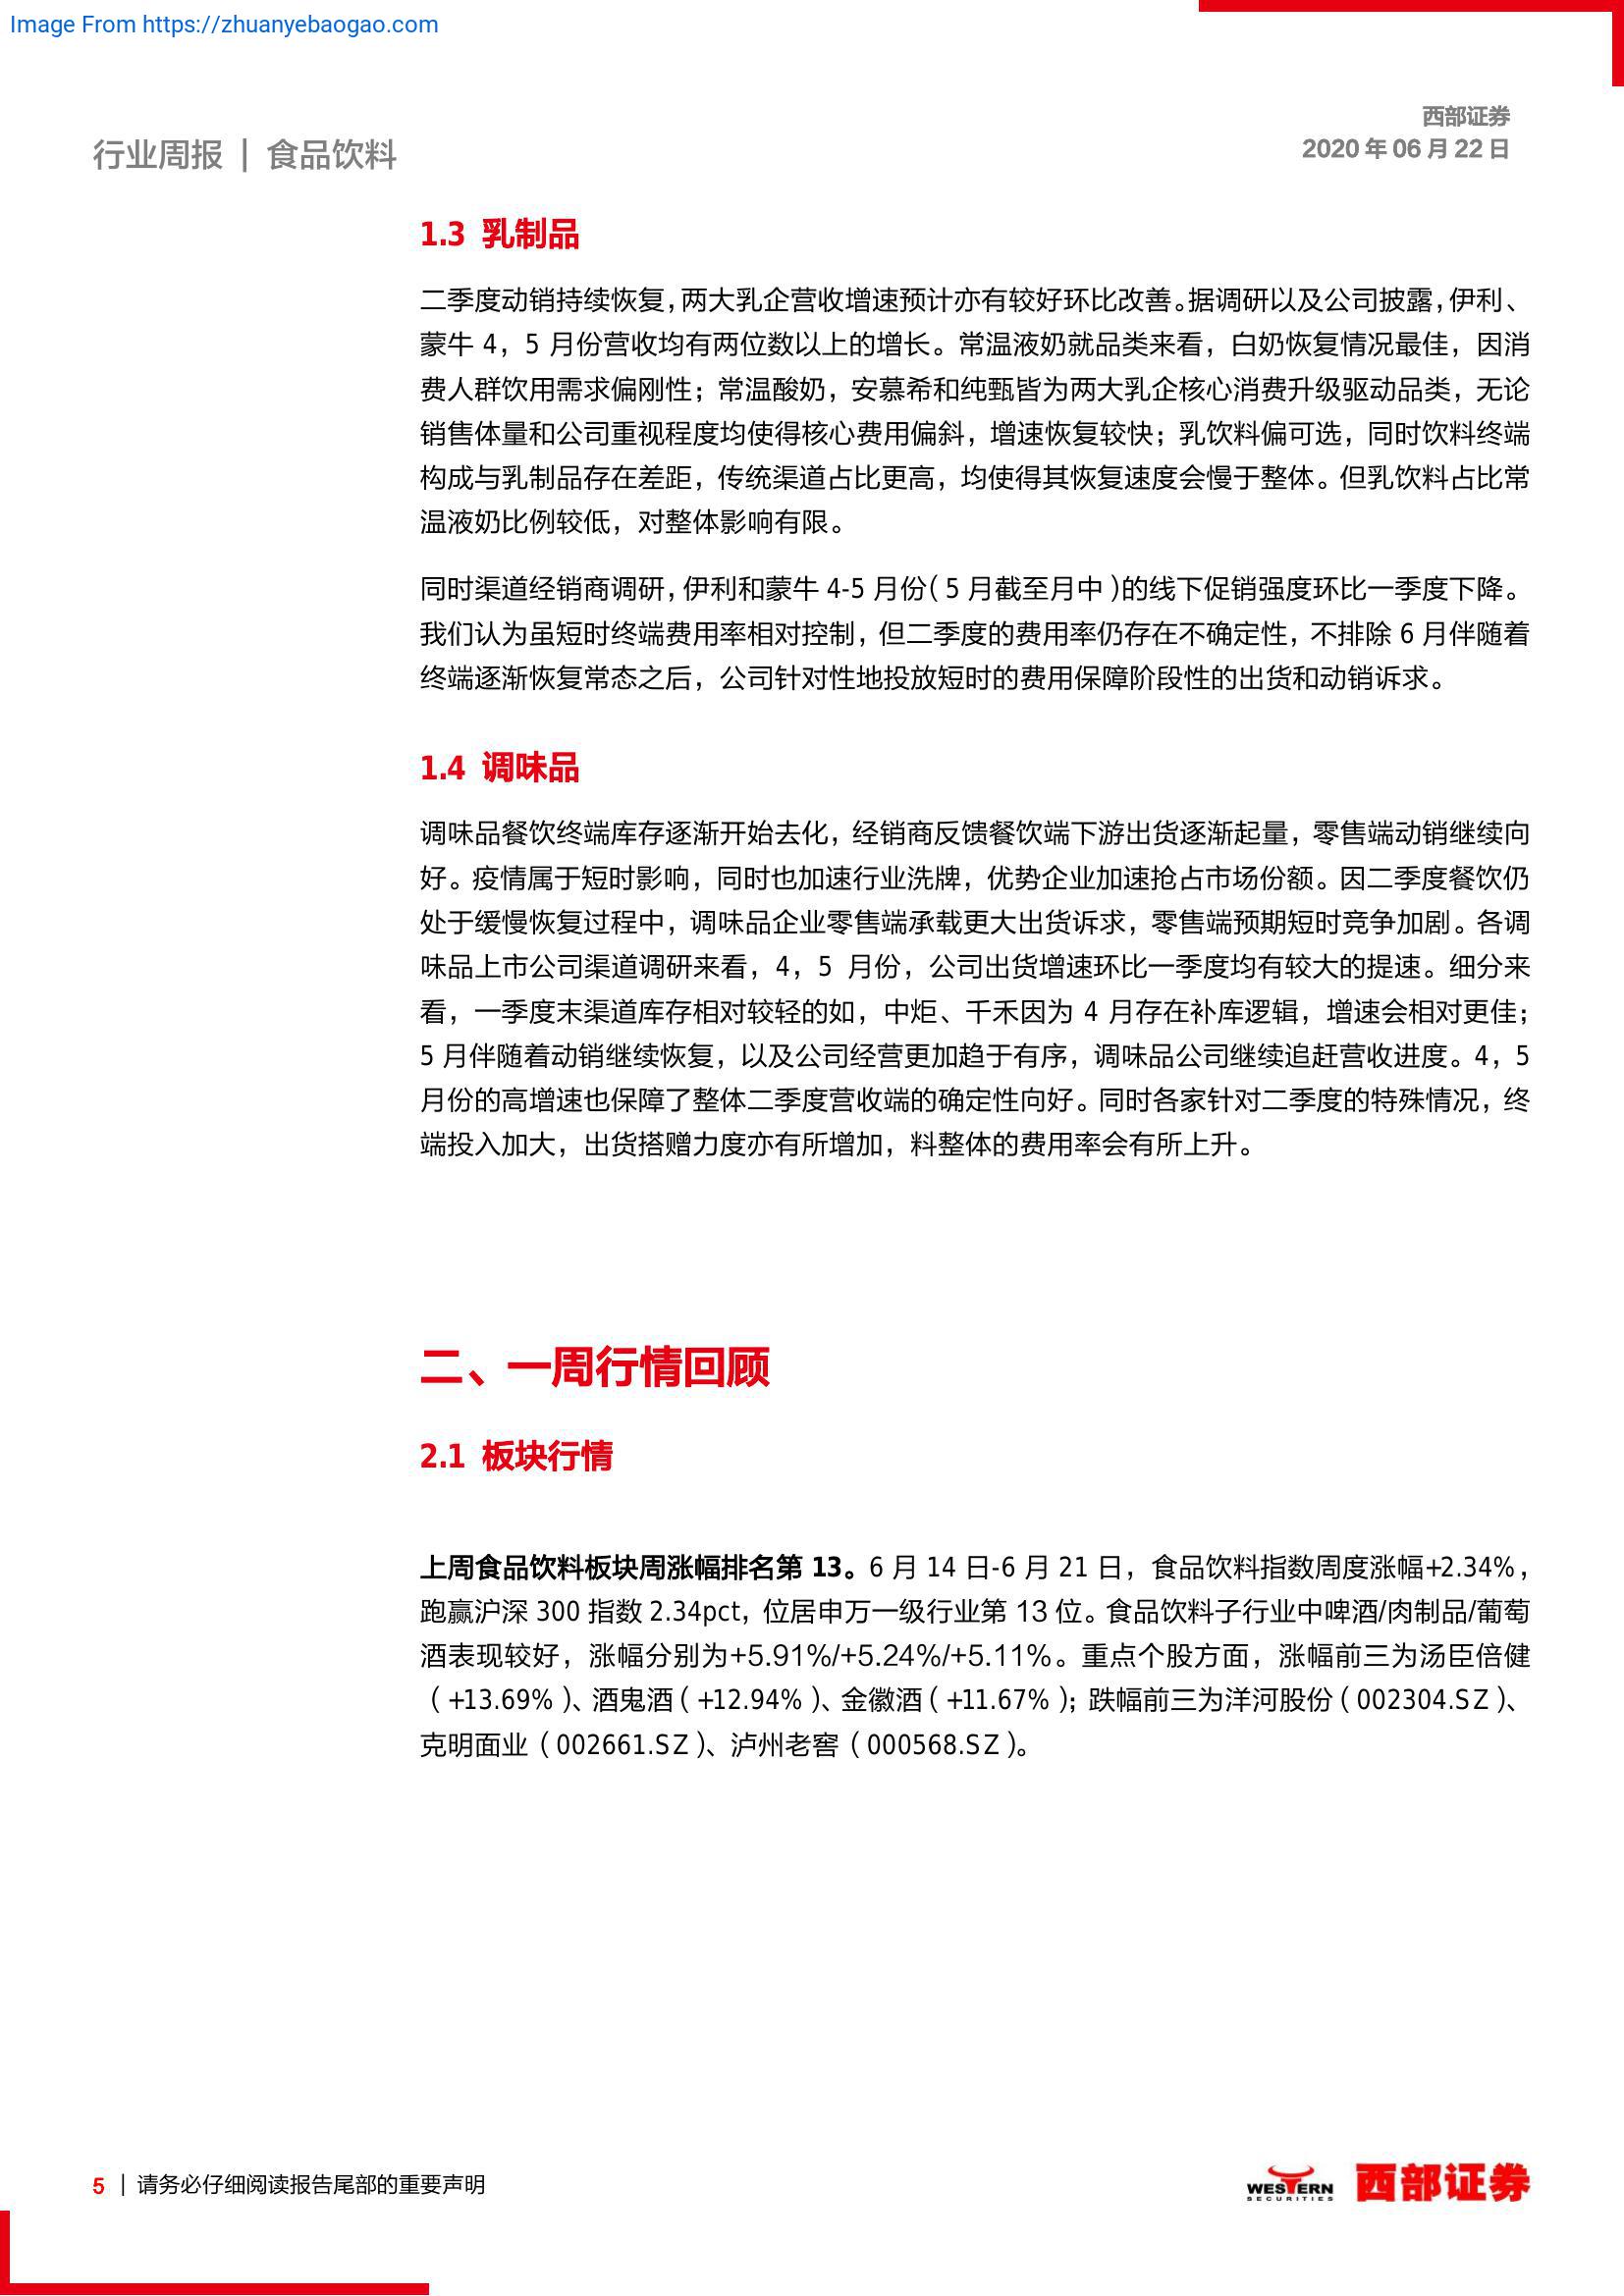 Image From https://zhuanyebaogao.com
西部证券
行业周报 | 食品饮料
2020 年 06 月 22 日
1.3 乳制品
二季度动销持续恢复，两大乳企营收增速预计亦有较好环比改善。据调研以及公司披露，伊利、
蒙牛 4，5 月份营收均有两位数以上的增长。常温液奶就品类来看，白奶恢复情况最佳，因消
费人群饮用需求偏刚性；常温酸奶，安慕希和纯甄皆为两大乳企核心消费升级驱动品类，无论
销售体量和公司重视程度均使得核心费用偏斜，增速恢复较快；乳饮料偏可选，同时饮料终端
构成与乳制品存在差距，传统渠道占比更高，均使得其恢复速度会慢于整体。但乳饮料占比常
温液奶比例较低，对整体影响有限。
同时渠道经销商调研，伊利和蒙牛 4-5 月份（5 月截至月中）的线下促销强度环比一季度下降。
我们认为虽短时终端费用率相对控制，但二季度的费用率仍存在不确定性，不排除 6 月伴随着
终端逐渐恢复常态之后，公司针对性地投放短时的费用保障阶段性的出货和动销诉求。
1.4 调味品
调味品餐饮终端库存逐渐开始去化，经销商反馈餐饮端下游出货逐渐起量，零售端动销继续向
好。疫情属于短时影响，同时也加速行业洗牌，优势企业加速抢占市场份额。因二季度餐饮仍
处于缓慢恢复过程中，调味品企业零售端承载更大出货诉求，零售端预期短时竞争加剧。各调
味品上市公司渠道调研来看，4，5 月份，公司出货增速环比一季度均有较大的提速。细分来
看，一季度末渠道库存相对较轻的如，中炬、千禾因为 4 月存在补库逻辑，增速会相对更佳；
5 月伴随着动销继续恢复，以及公司经营更加趋于有序，调味品公司继续追赶营收进度。4，5
月份的高增速也保障了整体二季度营收端的确定性向好。同时各家针对二季度的特殊情况，终
端投入加大，出货搭赠力度亦有所增加，料整体的费用率会有所上升。
二、一周行情回顾
2.1 板块行情
上周食品饮料板块周涨幅排名第 13。6 月 14 日-6 月 21 日，食品饮料指数周度涨幅+2.34%，
跑赢沪深 300 指数 2.34pct，位居申万一级行业第 13 位。食品饮料子行业中啤酒/肉制品/葡萄
酒表现较好，涨幅分别为+5.91%/+5.24%/+5.11%。重点个股方面，涨幅前三为汤臣倍健
（+13.69%）、酒鬼酒（+12.94%）、金徽酒（+11.67%）；跌幅前三为洋河股份（002304.SZ）、
克明面业（002661.SZ）、泸州老窖（000568.SZ）。
5 | 请务必仔细阅读报告尾部的重要声明
WESTERN
SECURITIES
西部证券